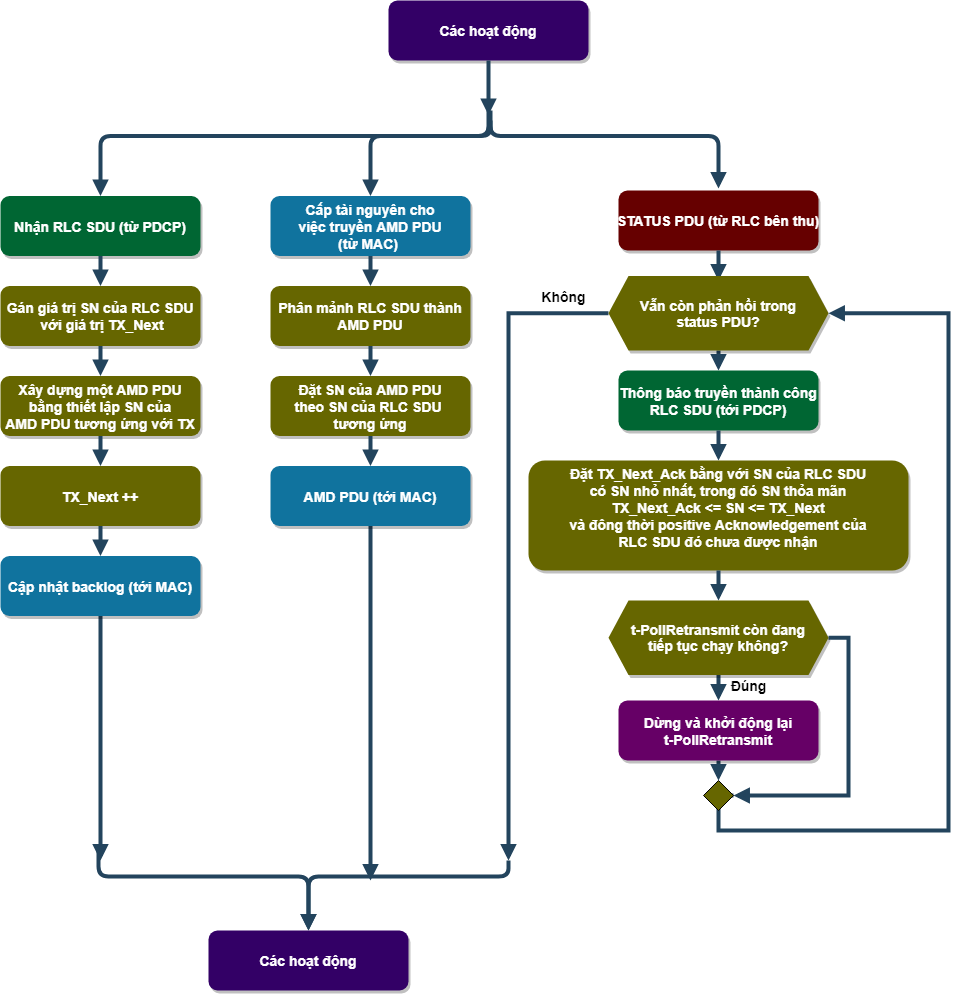 Các hoạt động
Nhận RLC SDU (từ PDCP)
Gán giá trị SN của RLC SDU
với giá trị TX_Next
Xây dựng một AMD PDU
bằng thiết lập SN của
AMD PDU tương ứng với TX
TX_Next ++
Cập nhật backlog (tới MAC)
Cấp tài nguyên cho
việc truyền AMD PDU
(từ MAC)
Phân mảnh RLC SDU thành
AMD PDU
Đặt SN của AMD PDU
theo SN của RLC SDU
tương ứng
AMD PDU (tới MAC)
STATUS PDU (từ RLC bên thu)
Không
Vẫn còn phản hồi trong
status PDU?
Thông báo truyền thành công
RLC SDU (tới PDCP)
Đặt TX_Next_Ack bằng với SN của RLC SDU
có SN nhỏ nhất, trong đó SN thỏa mãn
TX_Next_Ack <= SN <= TX_Next
và đông thời positive Acknowledgement của
RLC SDU đó chưa được nhận
t-PollRetransmit còn đang
tiếp tục chạy không?
Đúng
Dừng và khởi động lại
t-PollRetransmit
Các hoạt động